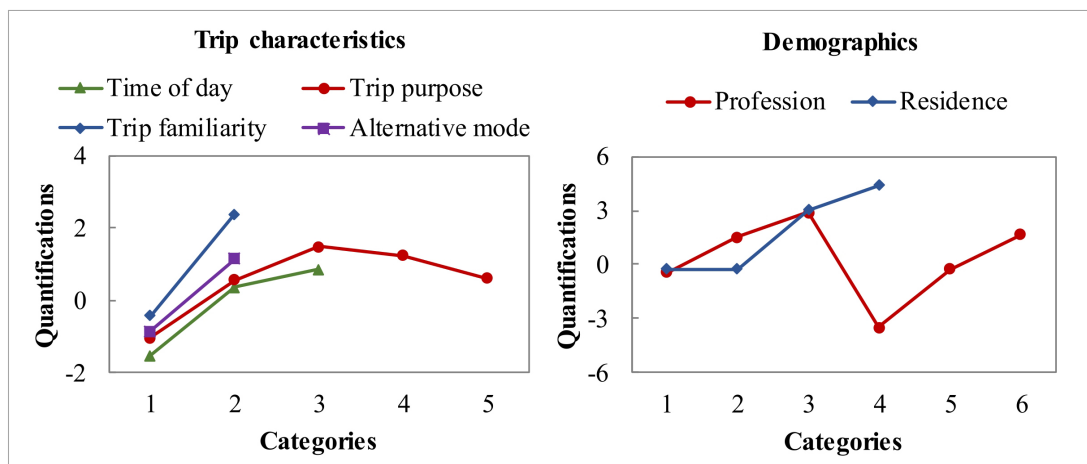 Trip characteristics
Time of day
Trip purpose
Trip familiarity
Alternative mode
Quantifications
4
2
0
-2
1 2 3 4 5
Categories
Demographics
Profession
Residence
Quantifications
6
3
0
-3
-6
1 2 3 4 5 6
Categories